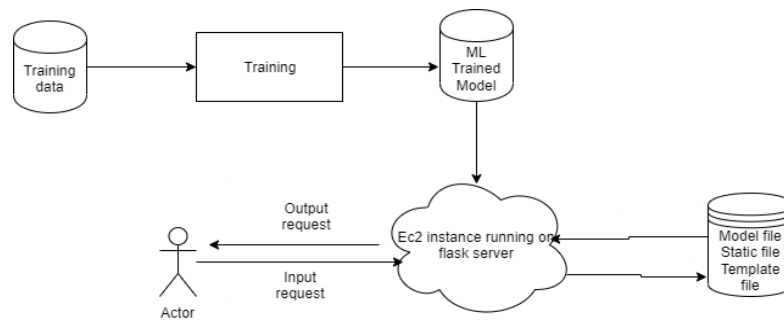 Training
data
Training
ML
Trained
Model
Output
request
Ec2 instance running on
flask server
Model file
Static file
Template
file
Input
request
Actor